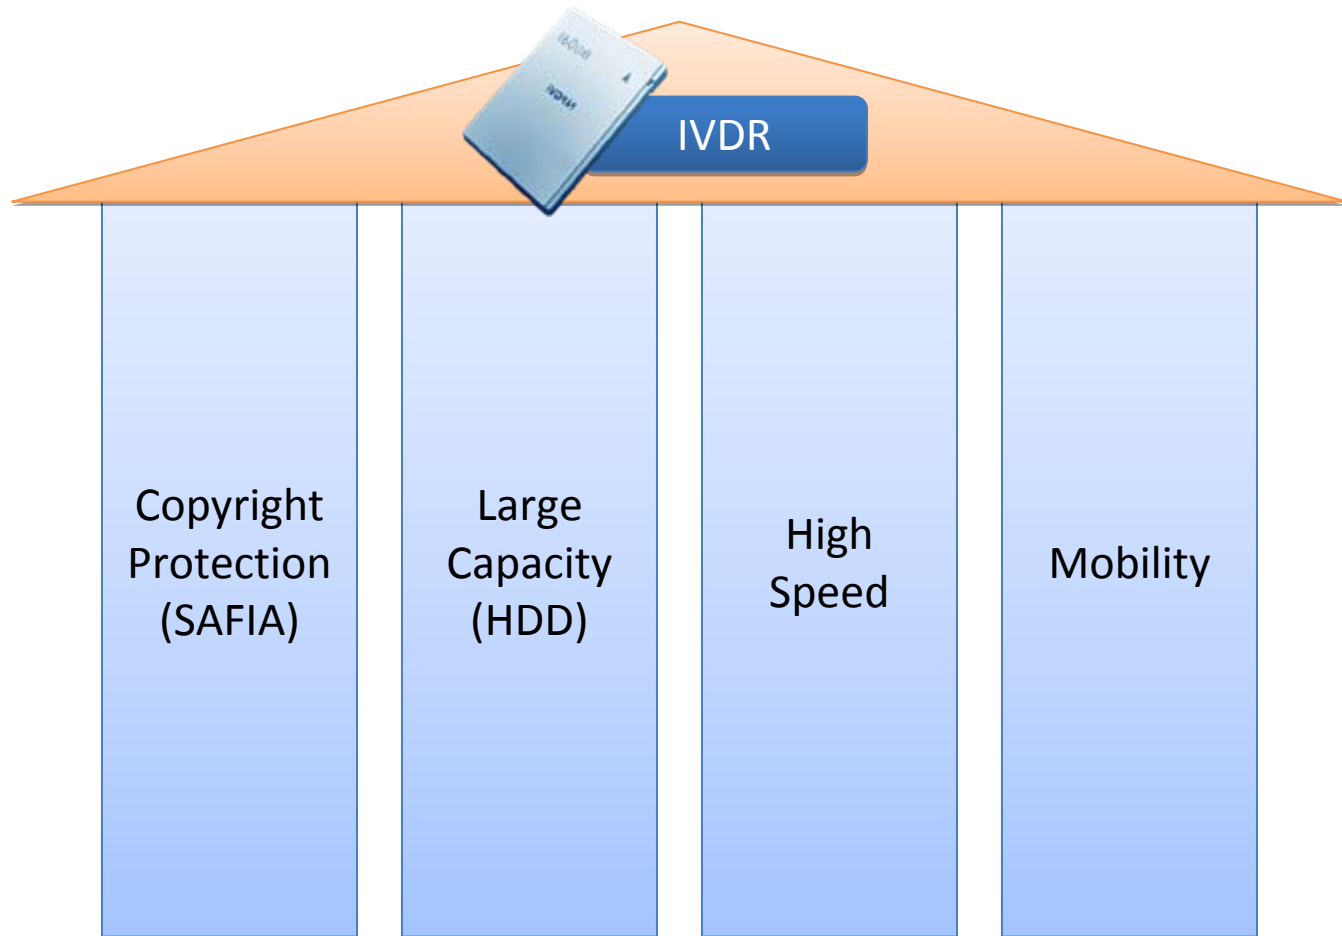 IVDR
Copyright
Protection
(SAFIA)
Large
Capacity
(HDD)
High
Speed
Mobility